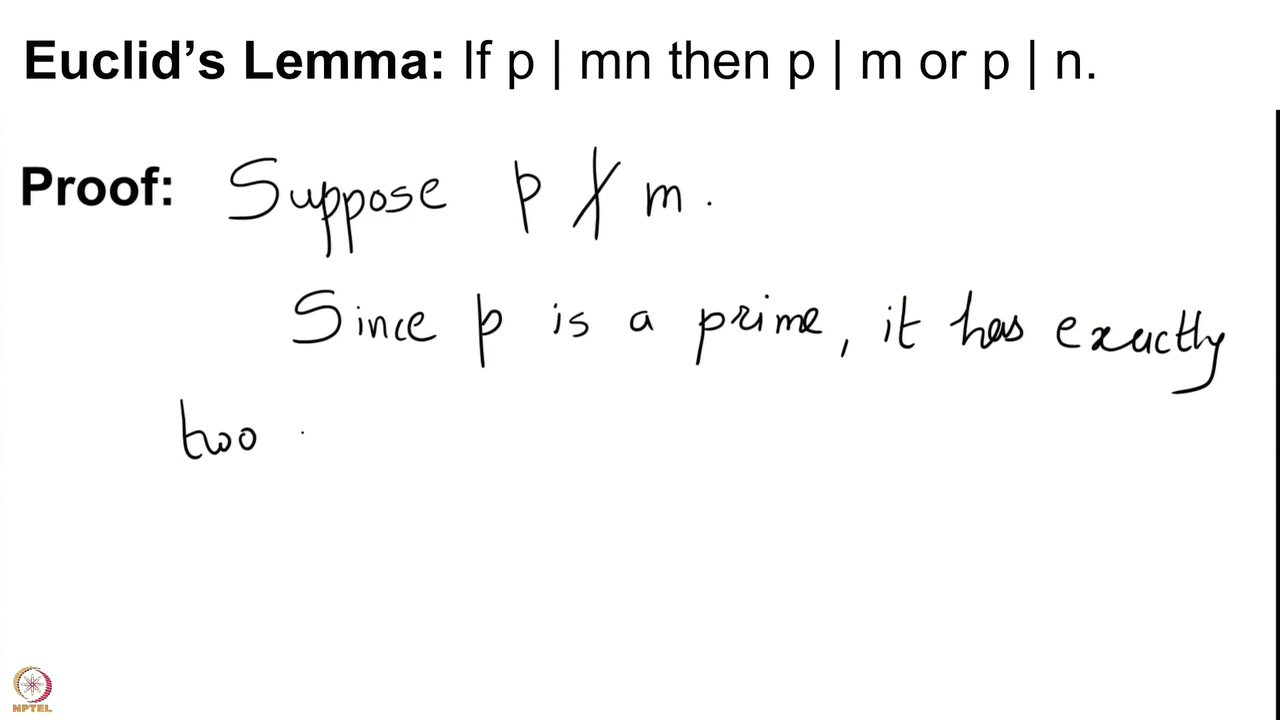 Euclid’s Lemma: If p | mn then p | m or p | n.
Proof: Suppose p ∤ m.
Since p is a prime, it has exactly
two
NPTEL